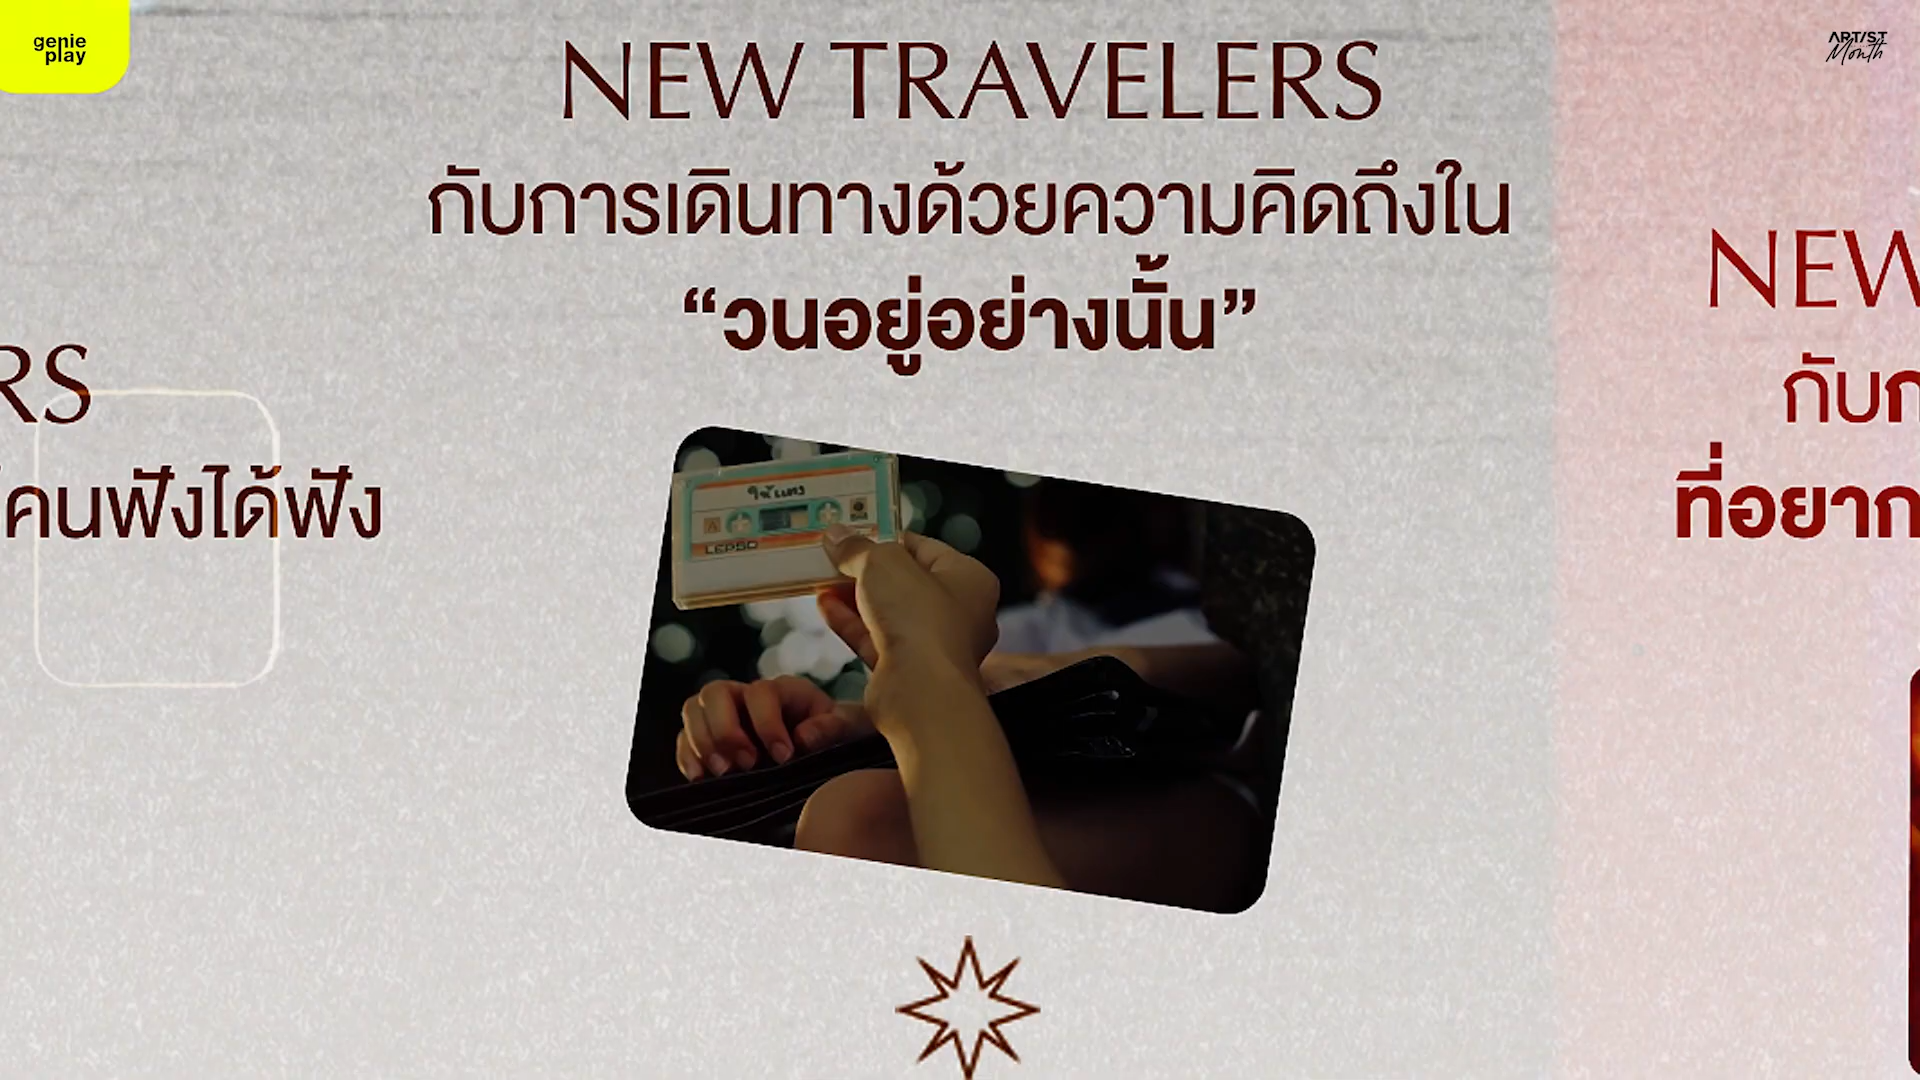 genie
play
ARTIST
Month
NEW TRAVELERS
กับการเดินทางด้วยความคิดถึงใน
“วนอยู่อย่างนั้น”
RS
คนฟังได้ฟัง
NEW
กับก
ที่อยาก
A
LEPSO